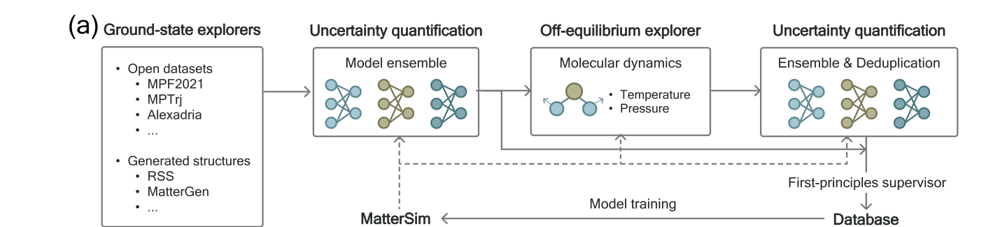 (a) Ground-state explorers
• Open datasets
• MPF2021
• MPTrj
• Alexadria
• ...
• Generated structures
• RSS
• MatterGen
• ...
Uncertainty quantification
Model ensemble
Off-equilibrium explorer
Molecular dynamics
• Temperature
• Pressure
Uncertainty quantification
Ensemble & Deduplication
First-principles supervisor
Database
Model training
MatterSim